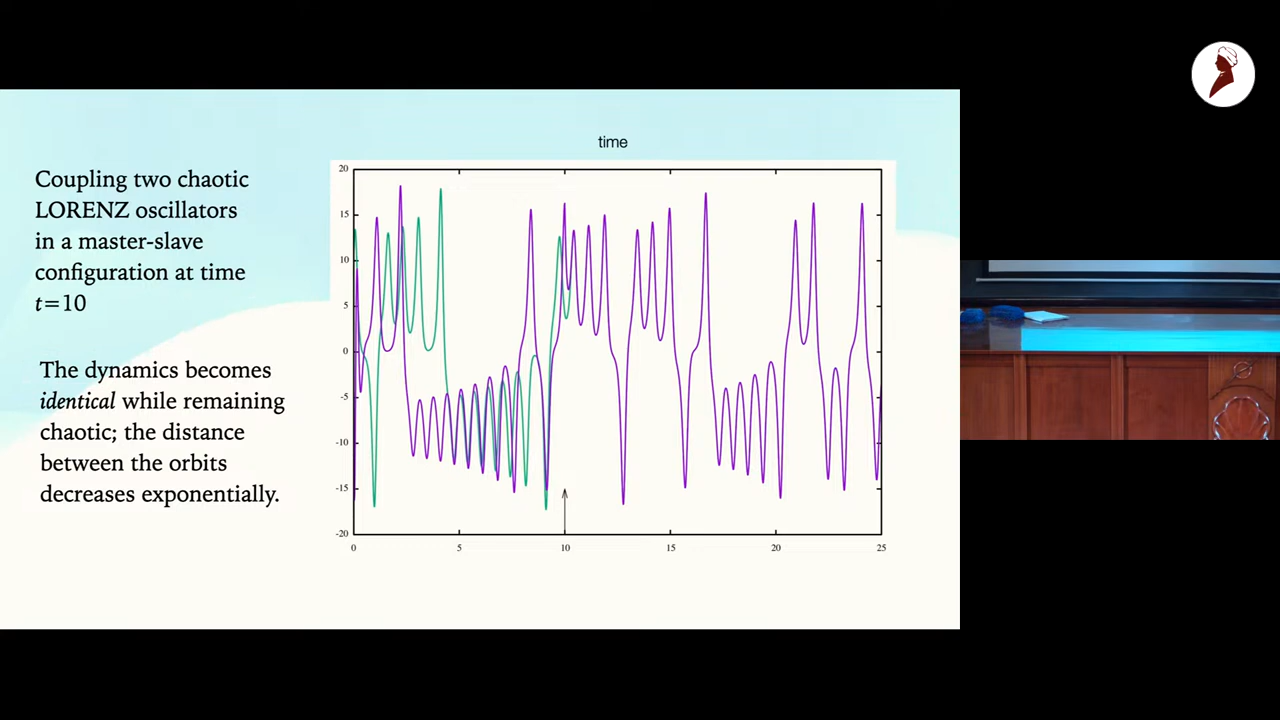 time
Coupling two chaotic
LORENZ oscillators
in a master-slave
configuration at time
t=10
The dynamics becomes
identical while remaining
chaotic; the distance
between the orbits
decreases exponentially.
20
15
10
5
0
-5
-10
-15
-20
0 5 10 15 20 25